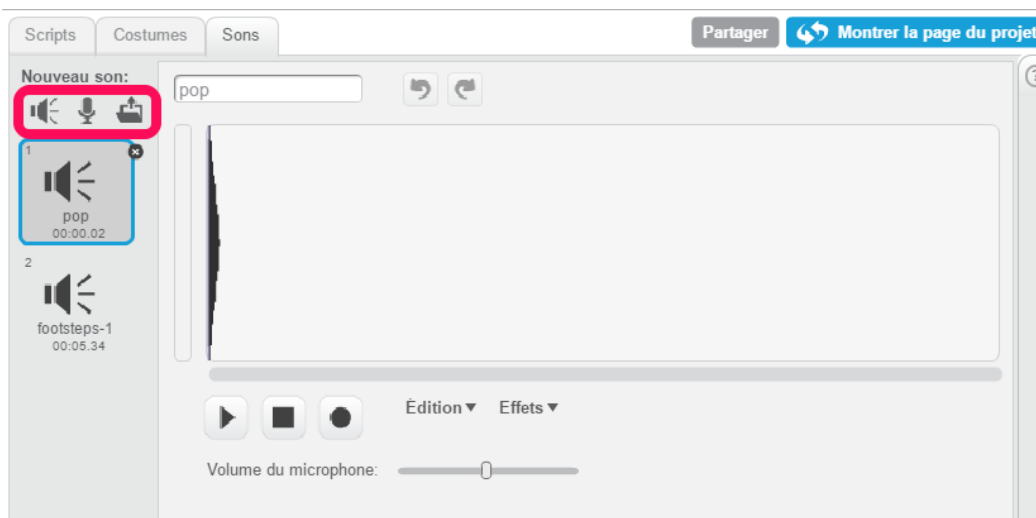 Scripts Costumes Sons Partager Montrer la page du projet
Nouveau son:
pop
1
pop
00:00.02
2
footsteps-1
00:05.34
Édition Effets
Volume du microphone: